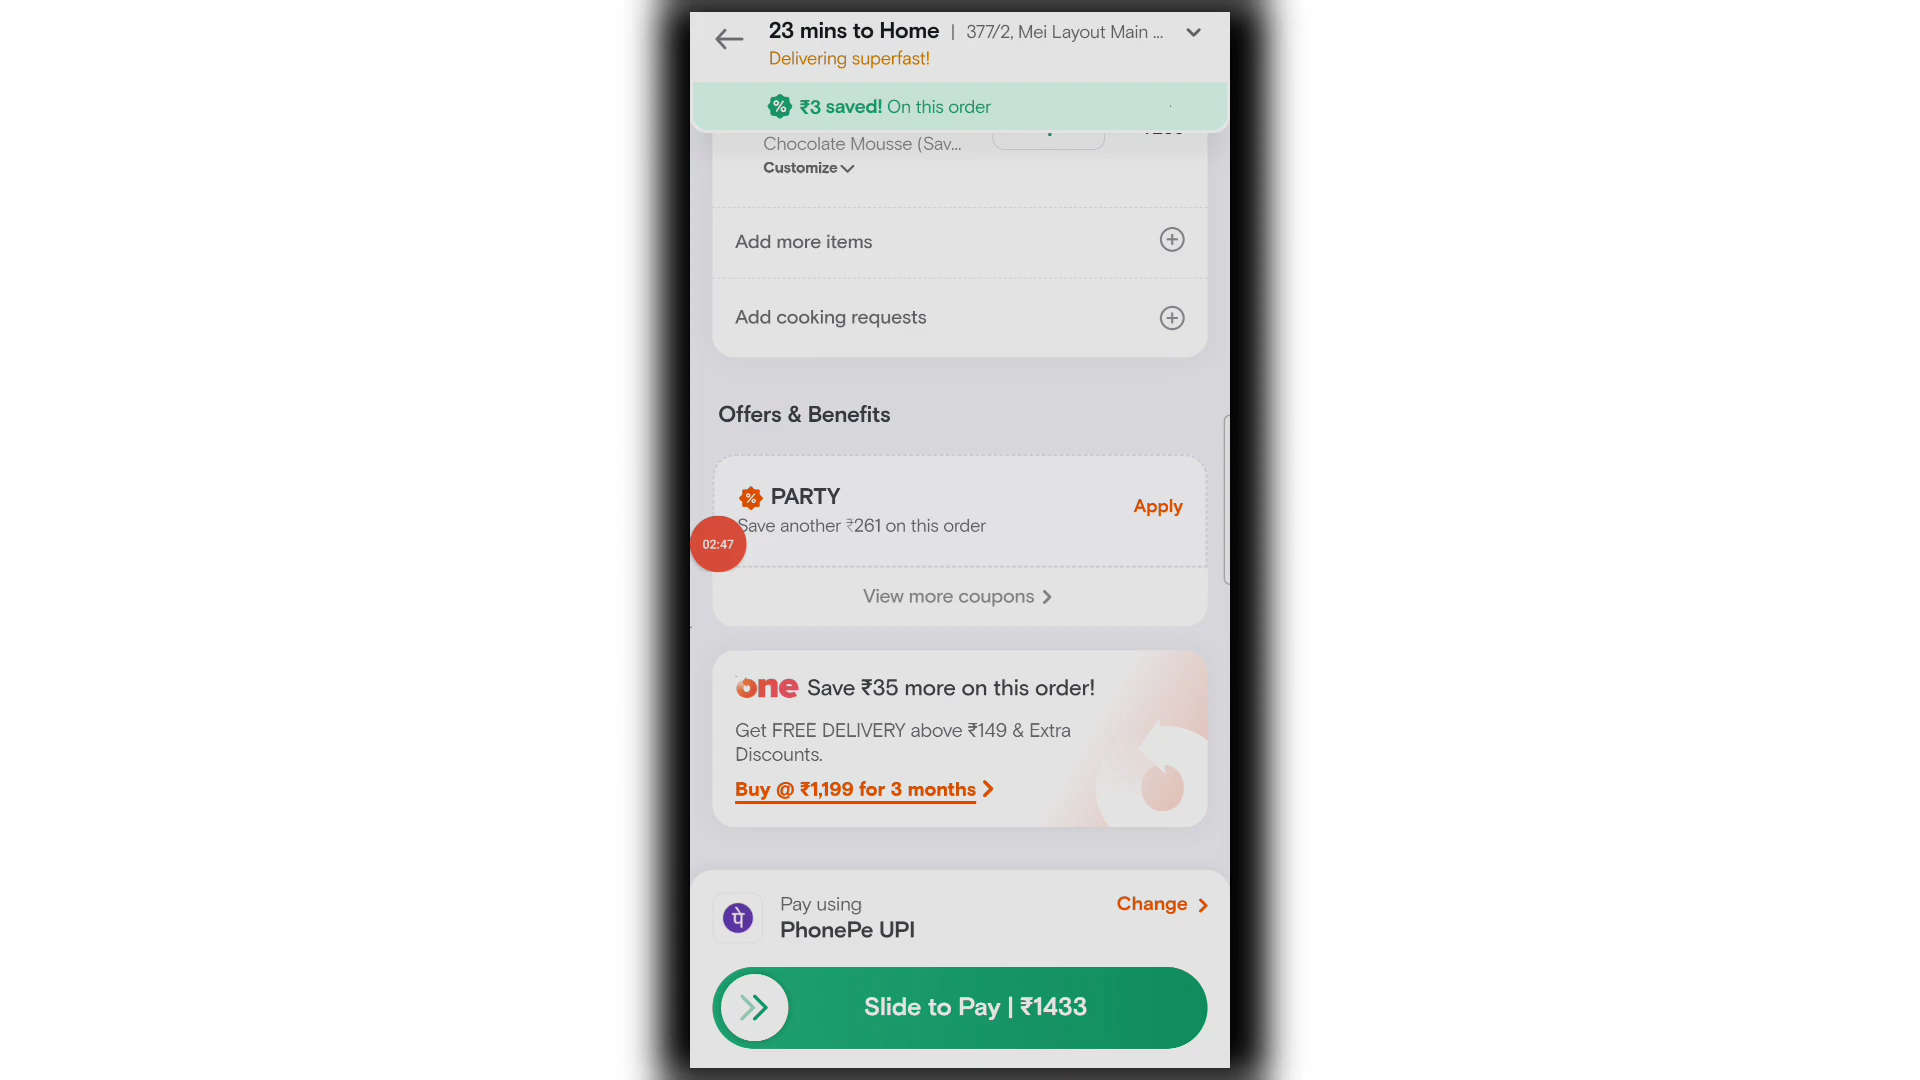 23 mins to Home | 377/2, Mei Layout Main ...
Delivering superfast!
₹3 saved! On this order
Chocolate Mousse (Sav...
Customize
Add more items
Add cooking requests
Offers & Benefits
PARTY
Apply
Save another ₹261 on this order
02:47
View more coupons
one Save ₹35 more on this order!
Get FREE DELIVERY above ₹149 & Extra
Discounts.
Buy @ ₹1,199 for 3 months
Pay using
Change
पे
PhonePe UPI
Slide to Pay | ₹1433